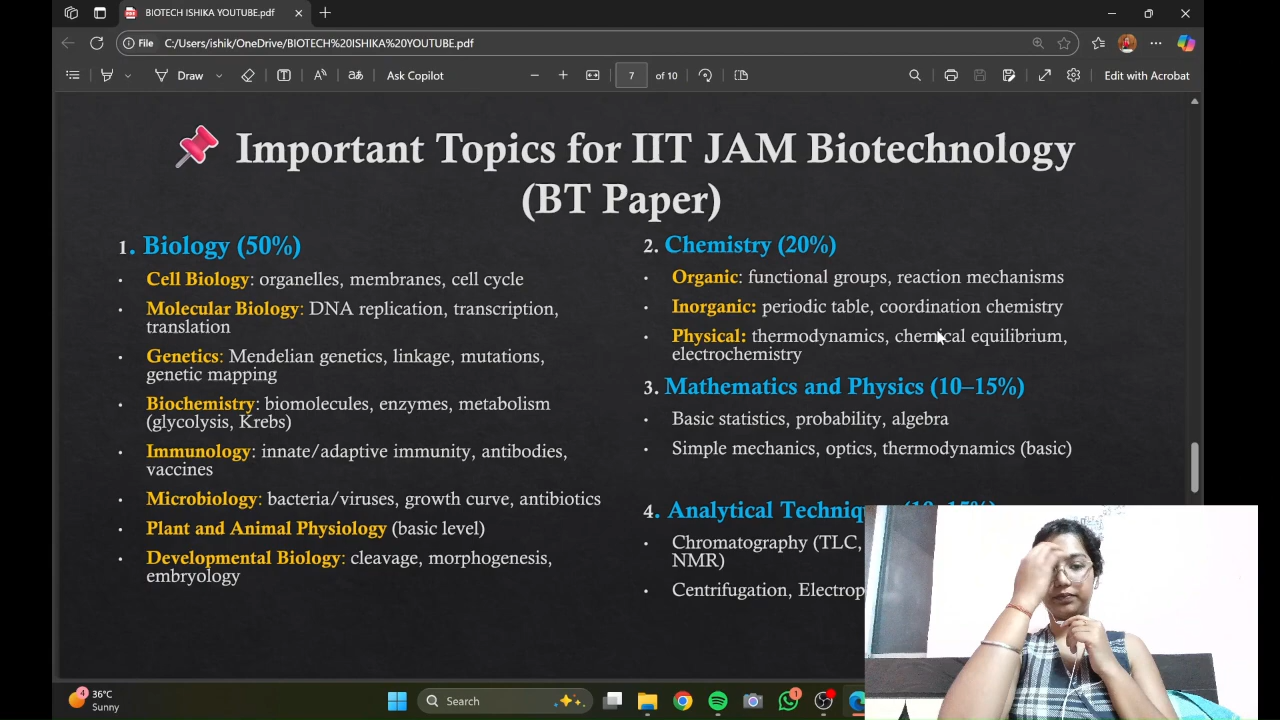 BIOTECH ISHIKA YOUTUBE.pdf
File C:/Users/ishik/OneDrive/BIOTECH%20ISHIKA%20YOUTUBE.pdf
Draw
Ask Copilot
7 of 10
Edit with Acrobat
Important Topics for IIT JAM Biotechnology
(BT Paper)
1. Biology (50%)
• Cell Biology: organelles, membranes, cell cycle
• Molecular Biology: DNA replication, transcription,
translation
• Genetics: Mendelian genetics, linkage, mutations,
genetic mapping
• Biochemistry: biomolecules, enzymes, metabolism
(glycolysis, Krebs)
• Immunology: innate/adaptive immunity, antibodies,
vaccines
• Microbiology: bacteria/viruses, growth curve, antibiotics
• Plant and Animal Physiology (basic level)
• Developmental Biology: cleavage, morphogenesis,
embryology
2. Chemistry (20%)
• Organic: functional groups, reaction mechanisms
• Inorganic: periodic table, coordination chemistry
• Physical: thermodynamics, chemical equilibrium,
electrochemistry
3. Mathematics and Physics (10–15%)
• Basic statistics, probability, algebra
• Simple mechanics, optics, thermodynamics (basic)
4. Analytical
• Chromatography (TLC,
NMR)
• Centrifugation,
4
36°C
Sunny
Search
1